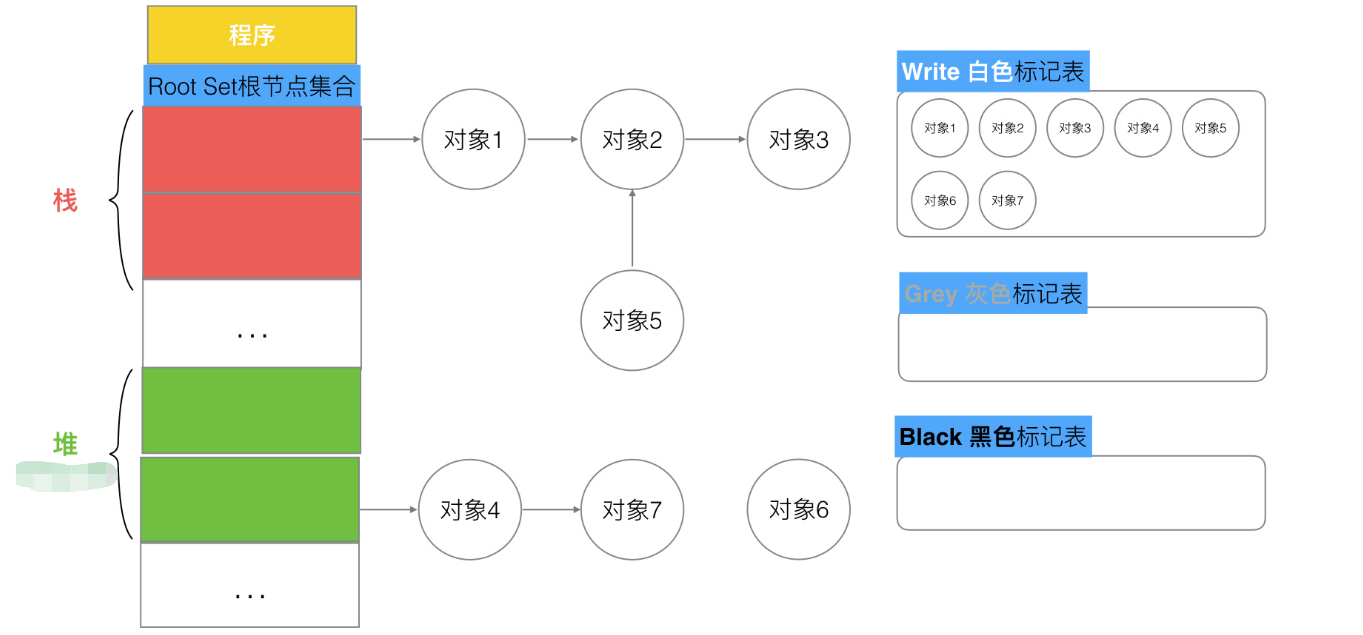 程序
Root Set根节点集合
栈
...
堆
...
对象1
对象2
对象3
对象5
对象4
对象7
对象6
Write 白色标记表
对象1
对象2
对象3
对象4
对象5
对象6
对象7
Grey 灰色标记表
Black 黑色标记表